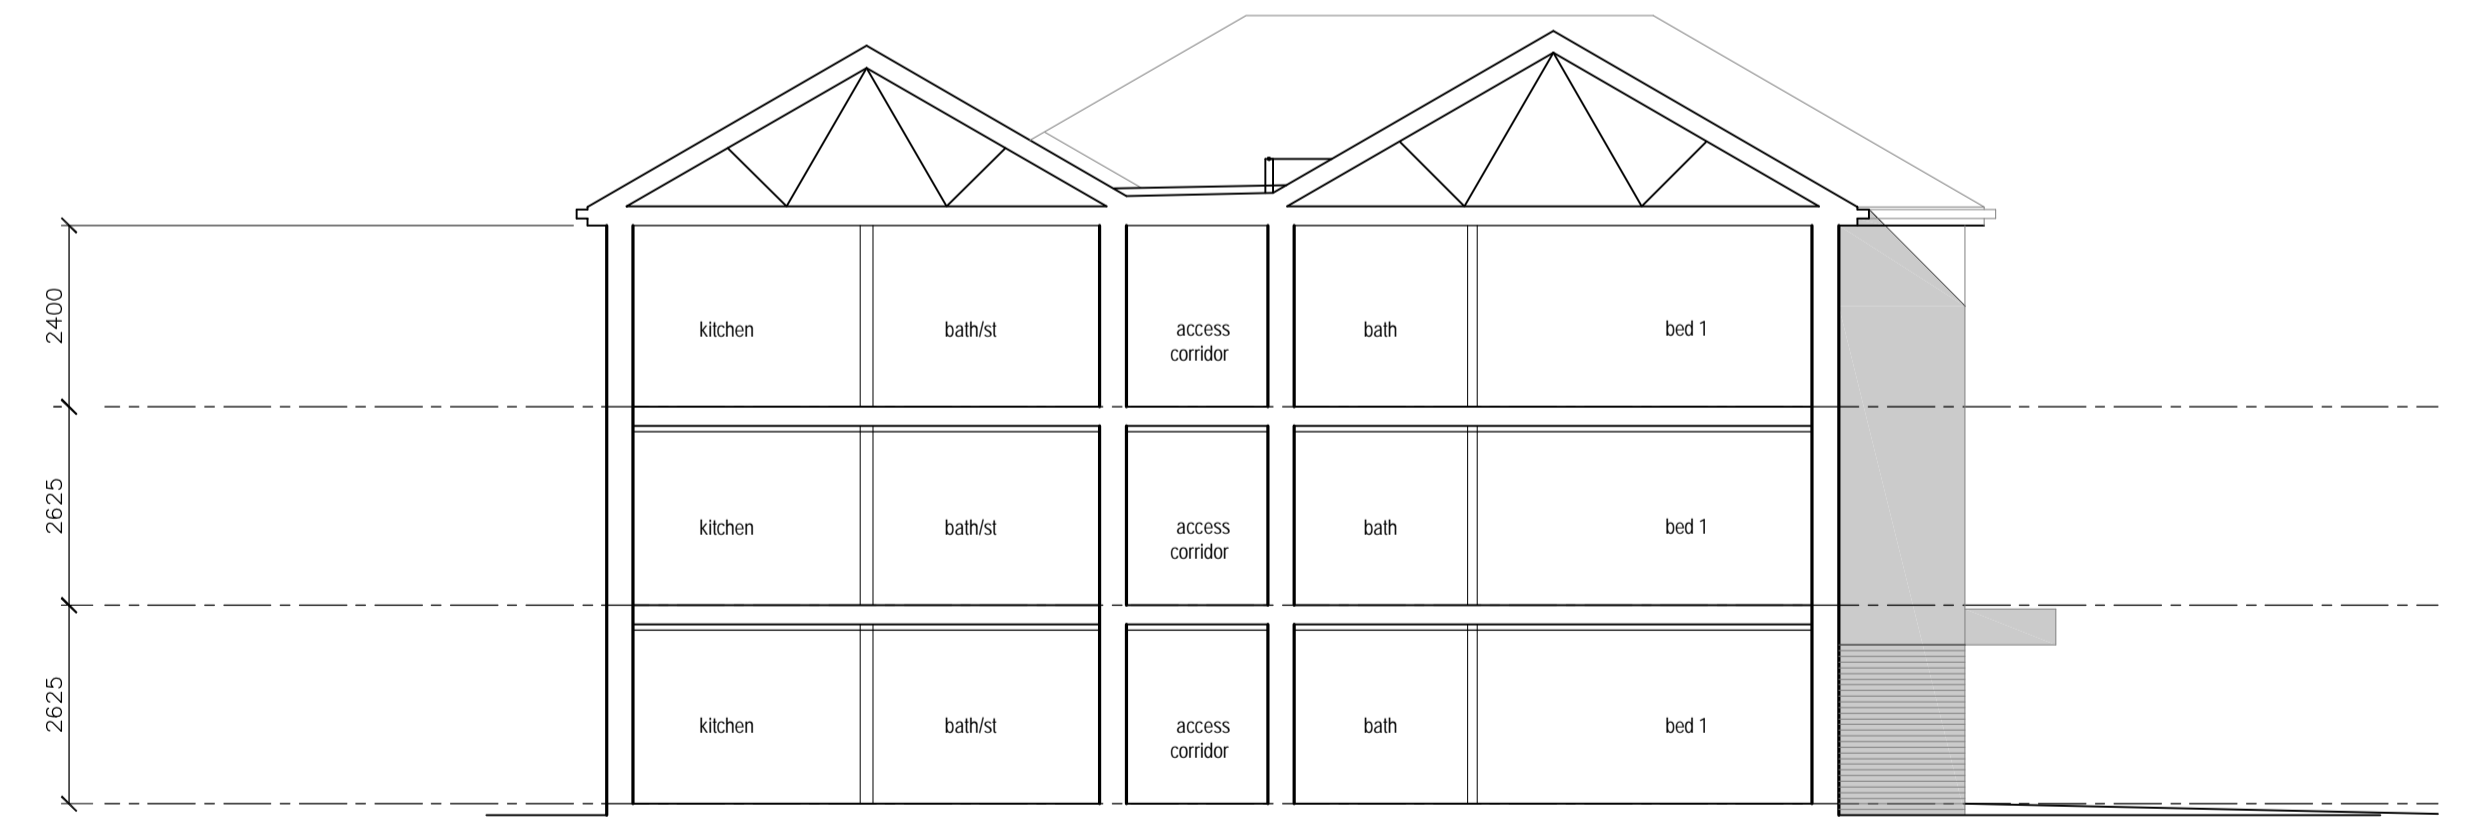 2400
kitchen
bath/st
access
corridor
bath
bed 1
2625
kitchen
bath/st
access
corridor
bath
bed 1
2625
kitchen
bath/st
access
corridor
bath
bed 1